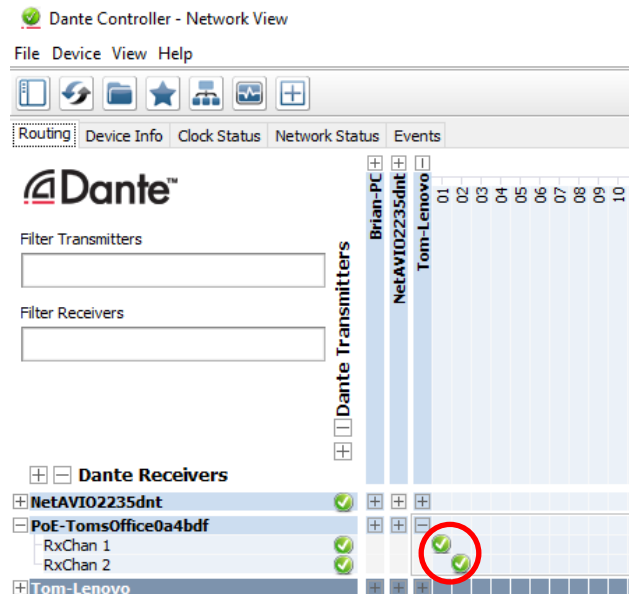 Dante Controller - Network View
File Device View Help
Routing Device Info Clock Status Network Status Events
Dante™
Filter Transmitters
Filter Receivers
Dante Transmitters
Brian-PC
NetAVIO2235dnt
Tom-Lenovo
01 02 03 04 05 06 07 08 09 10
Dante Receivers
NetAVIO2235dnt
PoE-TomsOffice0a4bdf
RxChan 1
RxChan 2
Tom-Lenovo